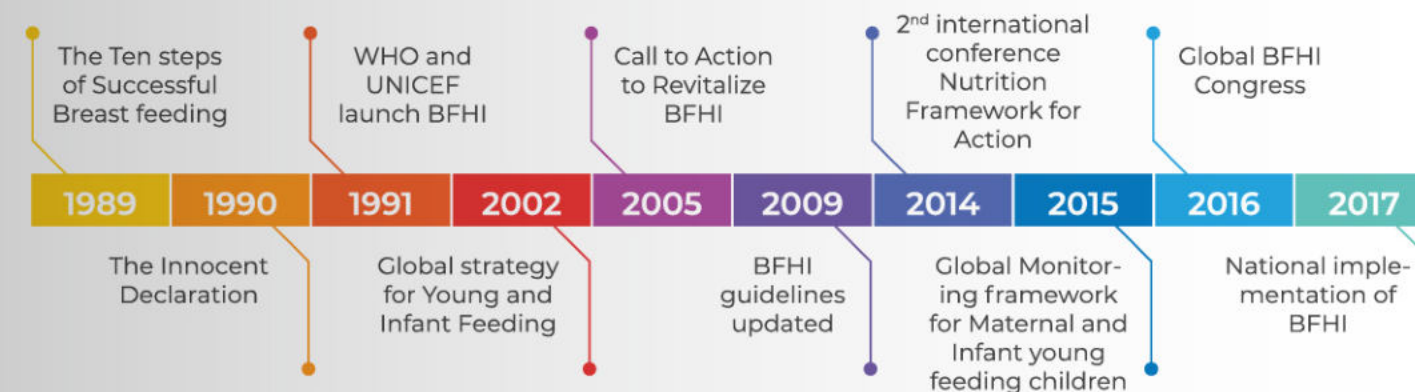 The Ten steps
of Successful
Breast feeding
WHO and
UNICEF
launch BFHI
Call to Action
to Revitalize
BFHI
2nd international
conference
Nutrition
Framework for
Action
Global BFHI
Congress
1989 1990 1991 2002 2005 2009 2014 2015 2016 2017
The Innocent
Declaration
Global strategy
for Young and
Infant Feeding
BFHI
guidelines
updated
Global Monitor-
ing framework
for Maternal and
Infant young
feeding children
National imple-
mentation of
BFHI